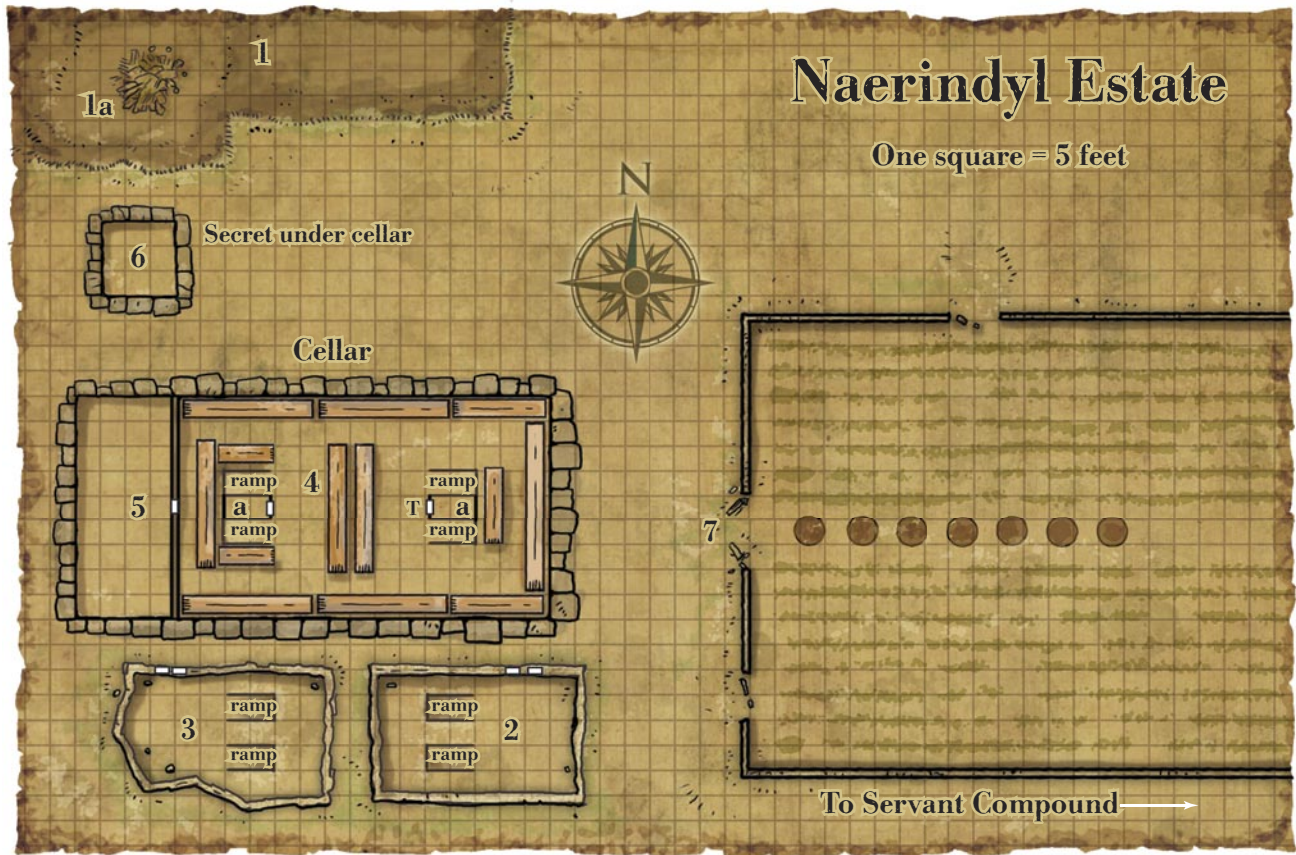 1
Naerindyl Estate
1a
One square = 5 feet
N
Secret under cellar
6
Cellar
ramp
4
ramp
5
a
T
a
ramp
ramp
7
ramp
ramp
3
2
ramp
ramp
To Servant Compound